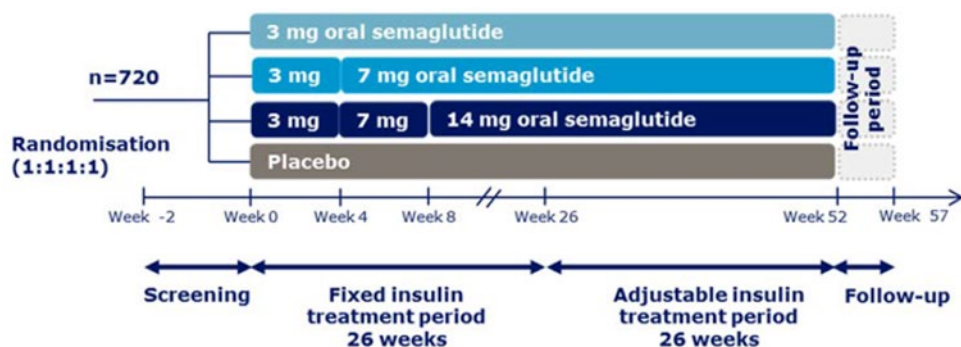 3 mg oral semaglutide
n=720
3 mg
7 mg oral semaglutide
3 mg
7 mg
14 mg oral semaglutide
Randomisation
(1:1:1:1)
Placebo
Follow-up
period
Week -2
Week 0
Week 4
Week 8
Week 26
Week 52
Week 57
Screening
Fixed insulin
treatment period
26 weeks
Adjustable insulin
treatment period
26 weeks
Follow-up